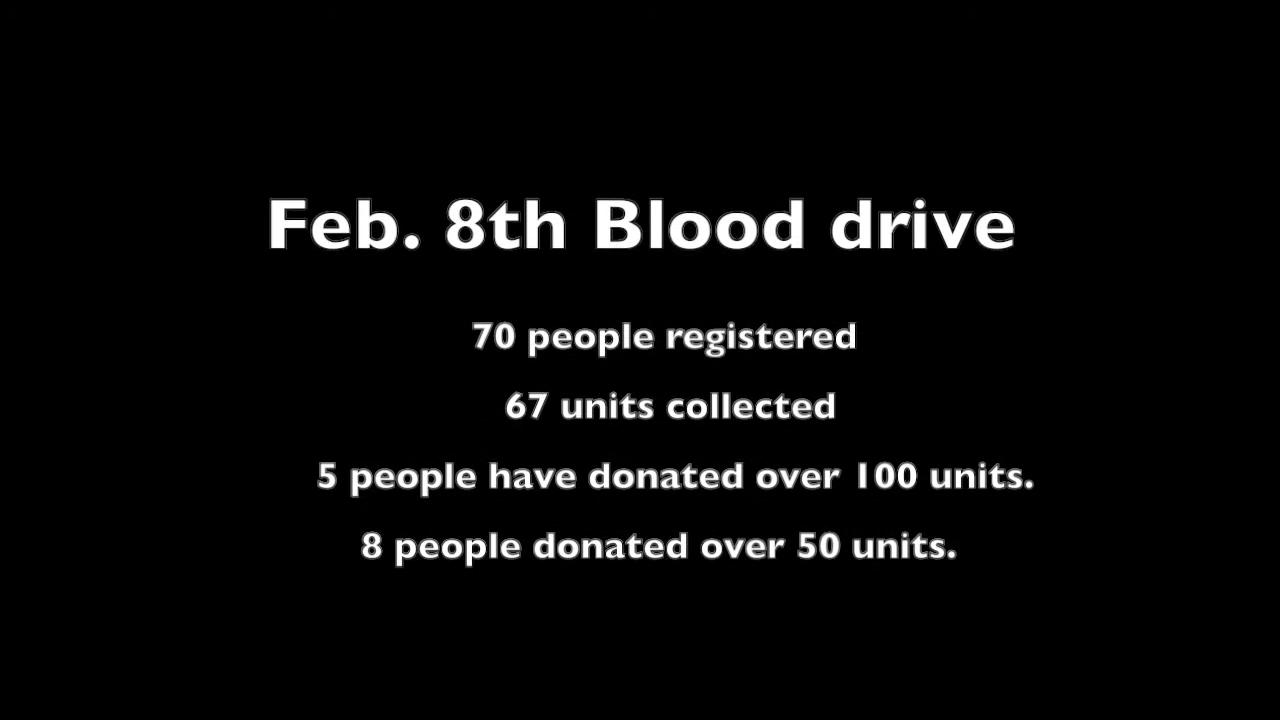 Feb. 8th Blood drive
70 people registered
67 units collected
5 people have donated over 100 units.
8 people donated over 50 units.